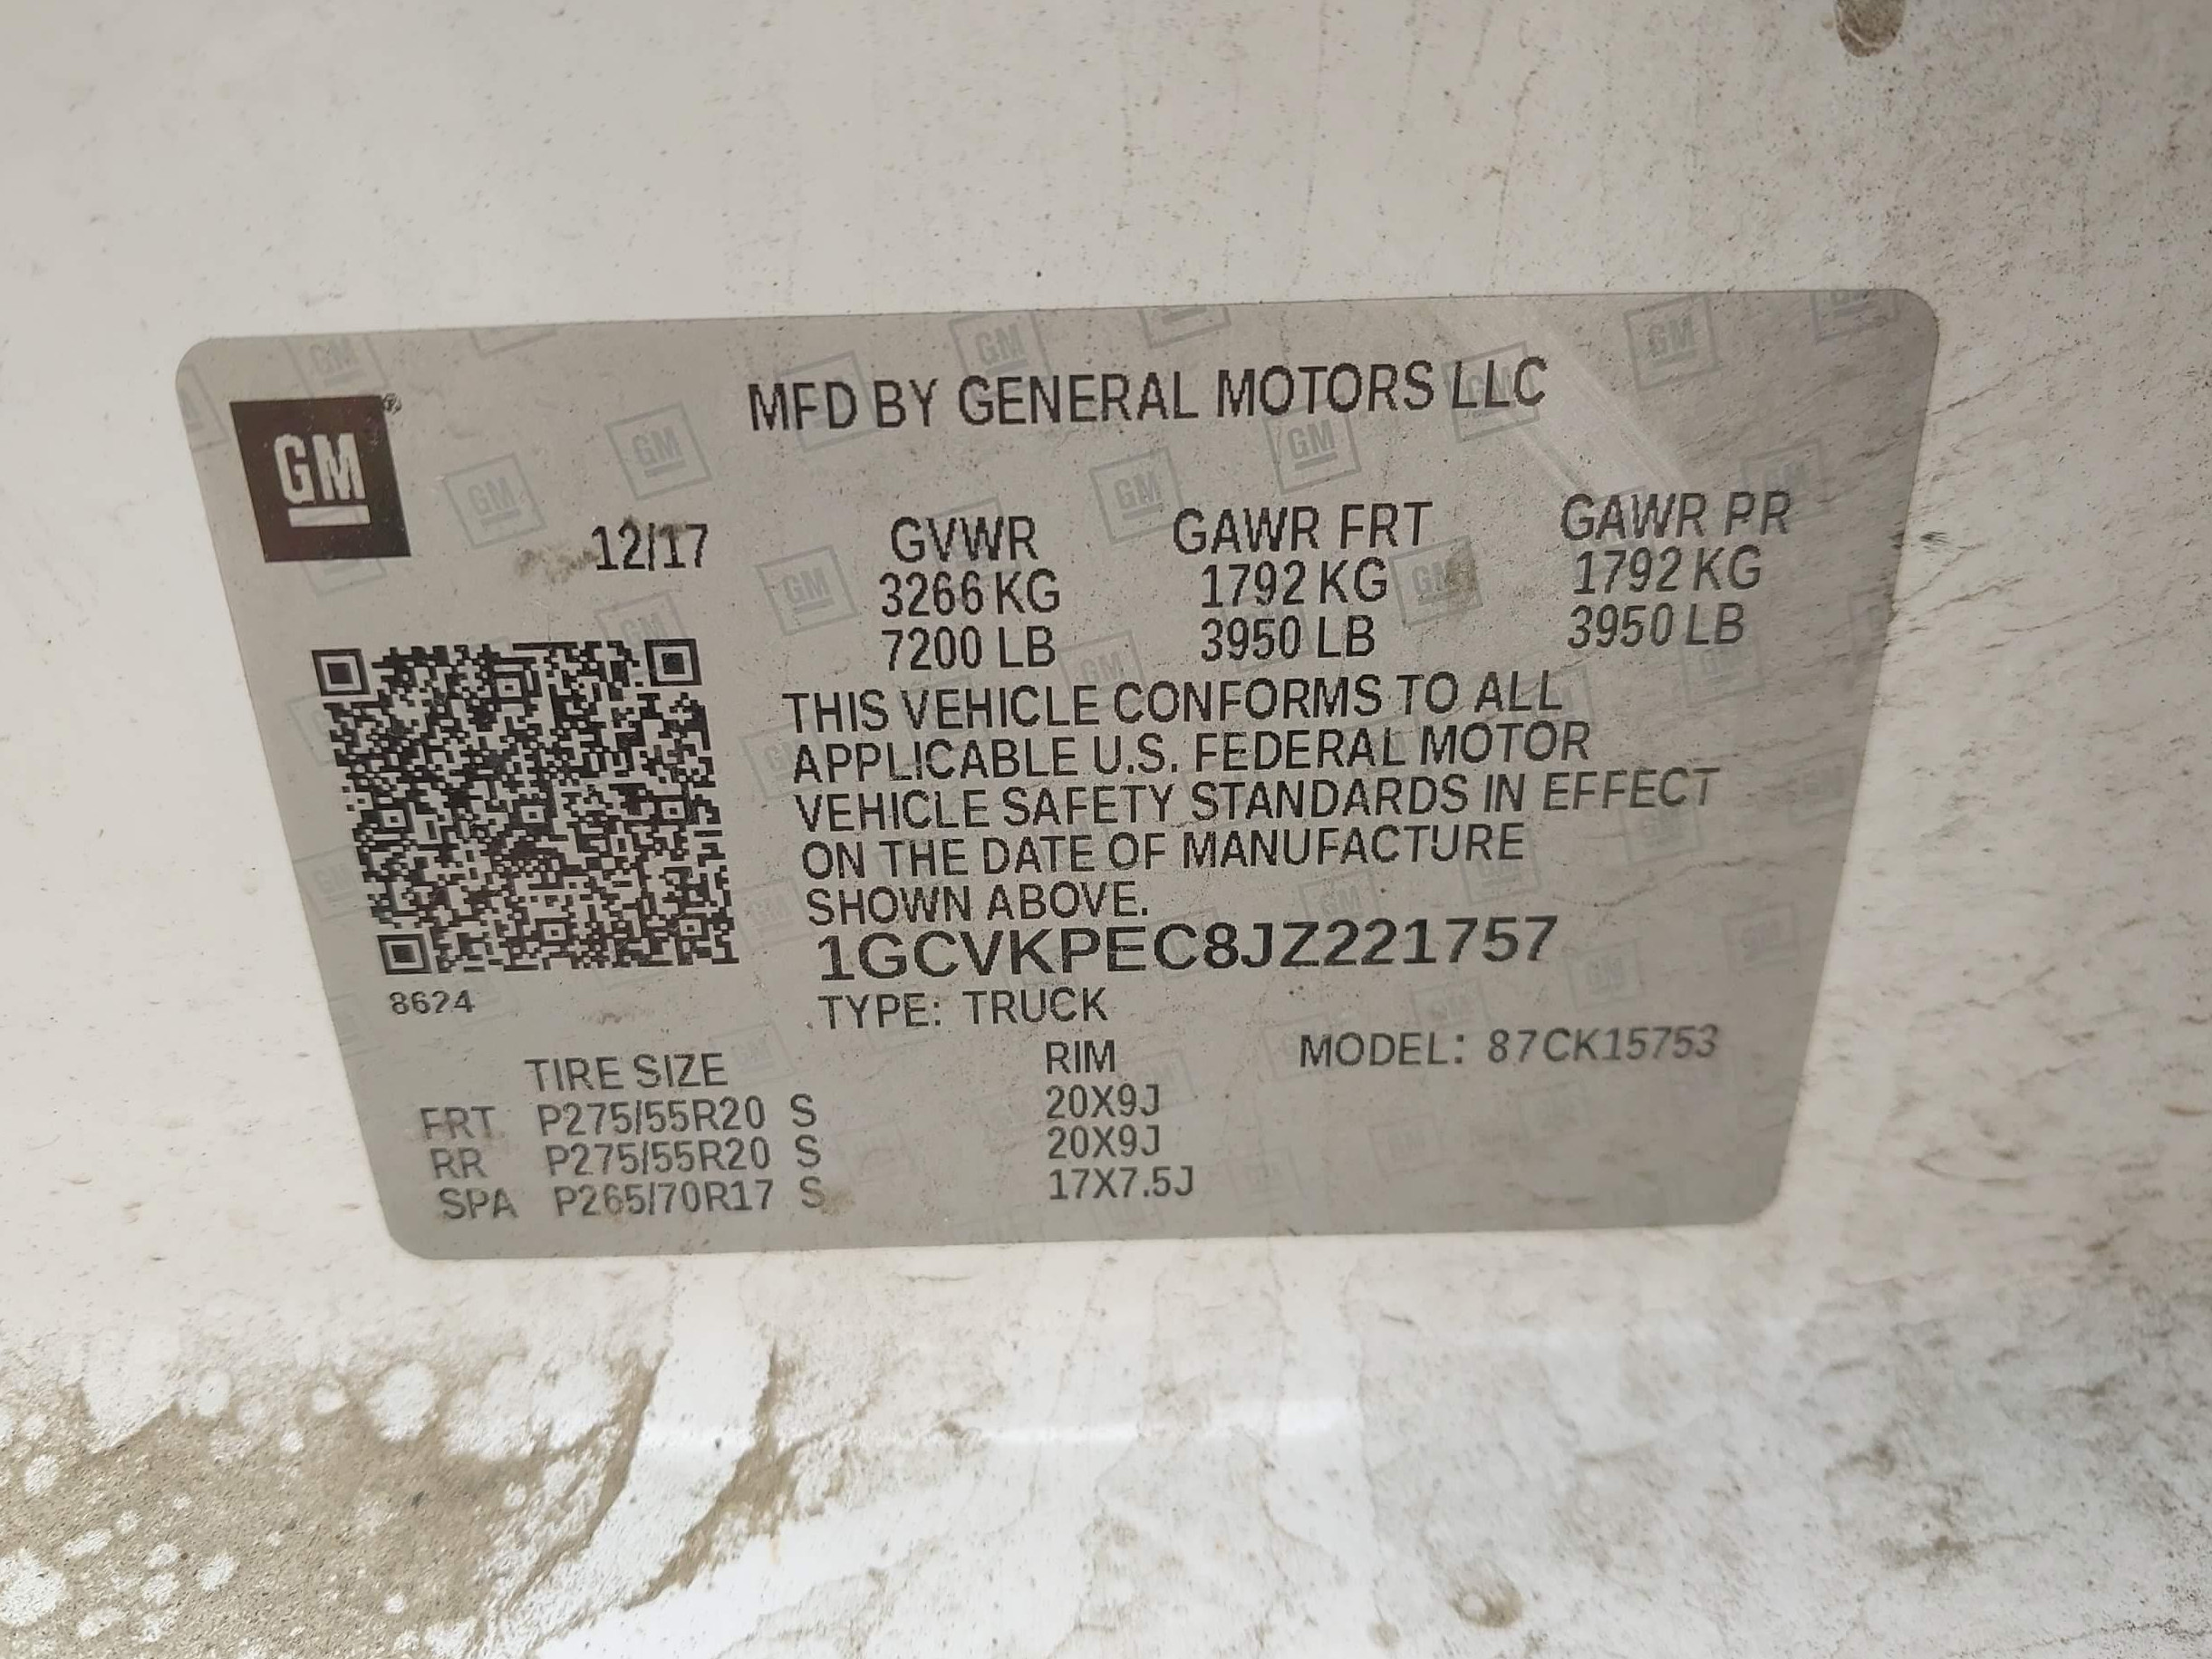 GM
MFD BY GENERAL MOTORS LLC
12/17 GVWR GAWR FRT GAWR RR
3266 KG 1792 KG 1792 KG
7200 LB 3950 LB 3950 LB
THIS VEHICLE CONFORMS TO ALL
APPLICABLE U.S. FEDERAL MOTOR
VEHICLE SAFETY STANDARDS IN EFFECT
ON THE DATE OF MANUFACTURE
SHOWN ABOVE.
1GCVKPEC8JZ221757
8624
TYPE: TRUCK
TIRE SIZE RIM MODEL: 87CK15753
FRT P275/55R20 S 20X9J
RR P275/55R20 S 20X9J
SPA P265/70R17 S 17X7.5J